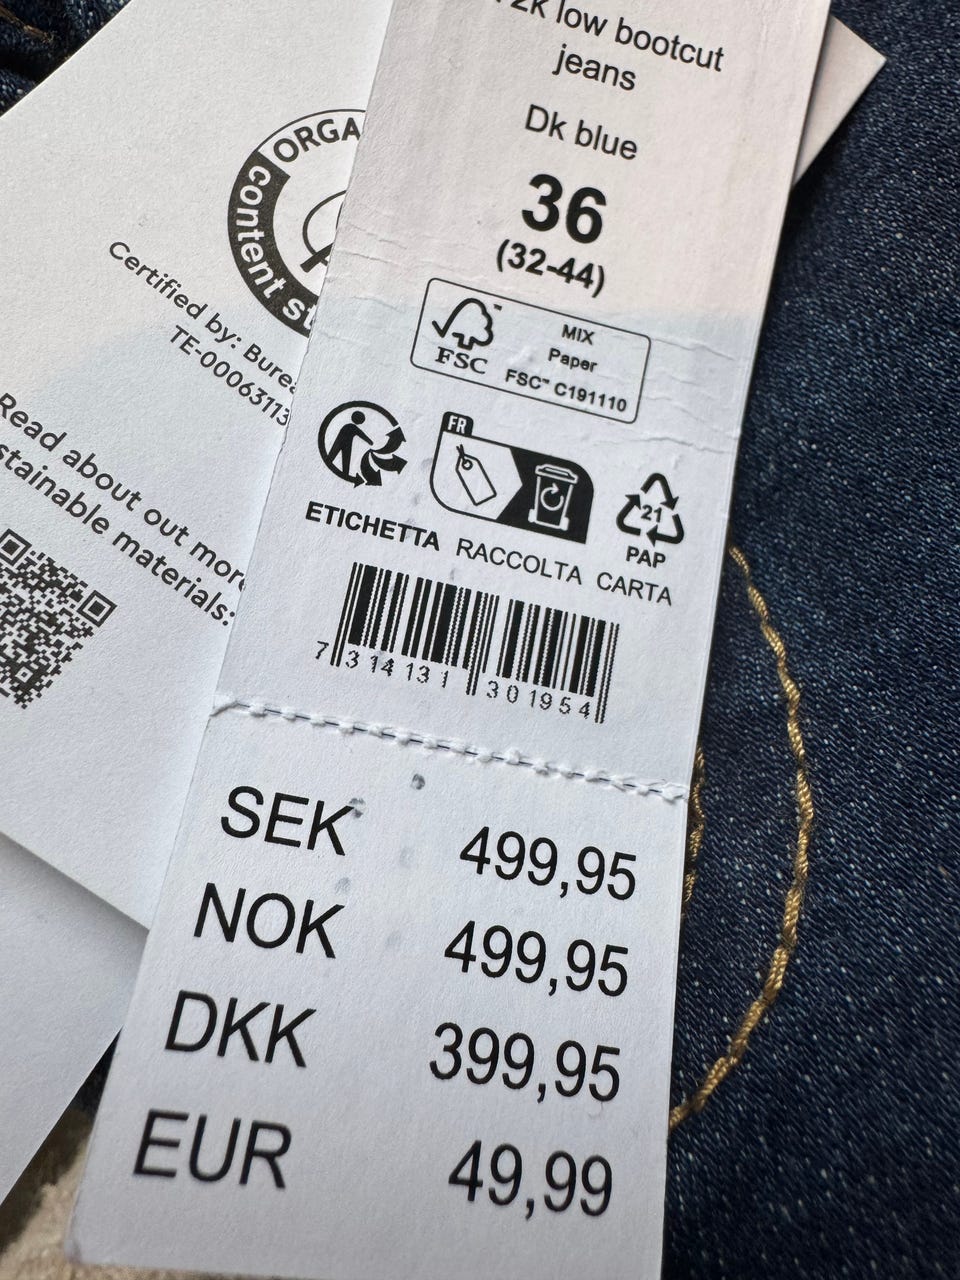 low bootcut
jeans
Dk blue
36
(32-44)
FSC
MIX
Paper
FSC™ C191110
FR
21
PAP
ETICHETTA RACCOLTA CARTA
7 314131 301954
SEK 499,95
NOK 499,95
DKK 399,95
EUR 49,99
content
Certified by:
TE-00063113
Read about out more
materials: